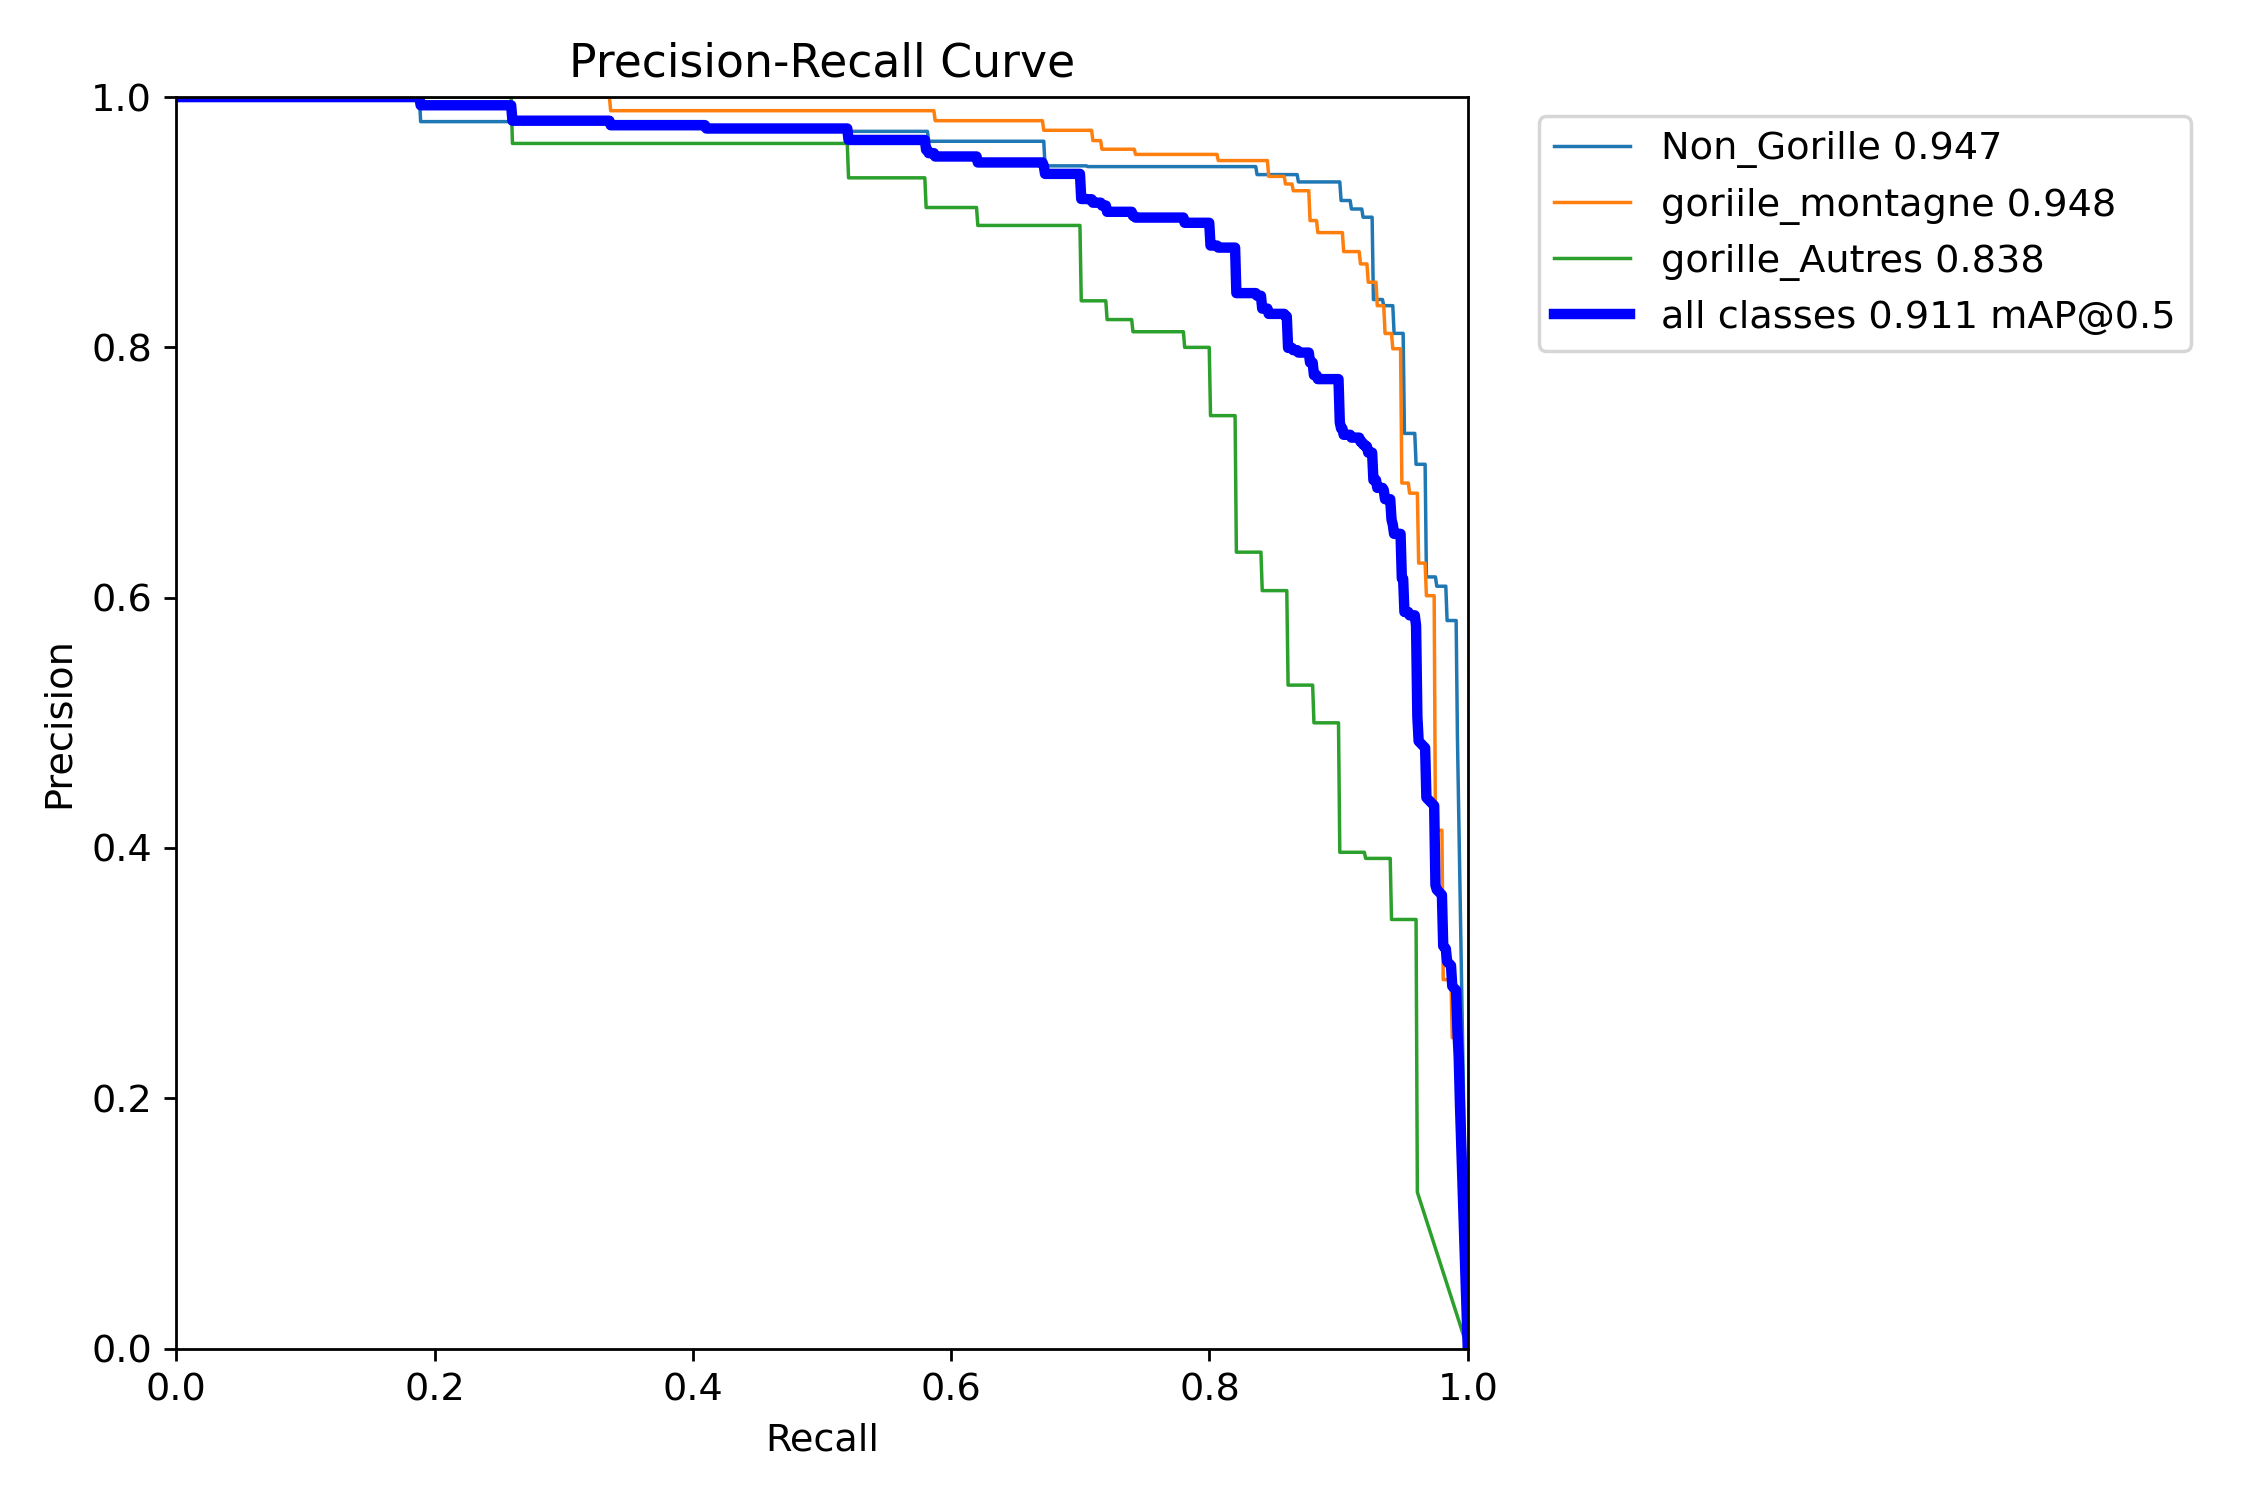 Precision-Recall Curve
1.0
0.8
0.6
0.4
0.2
0.0
Precision
0.0 0.2 0.4 0.6 0.8 1.0
Recall
Non_Gorille 0.947
goriile_montagne 0.948
gorille_Autres 0.838
all classes 0.911 mAP@0.5